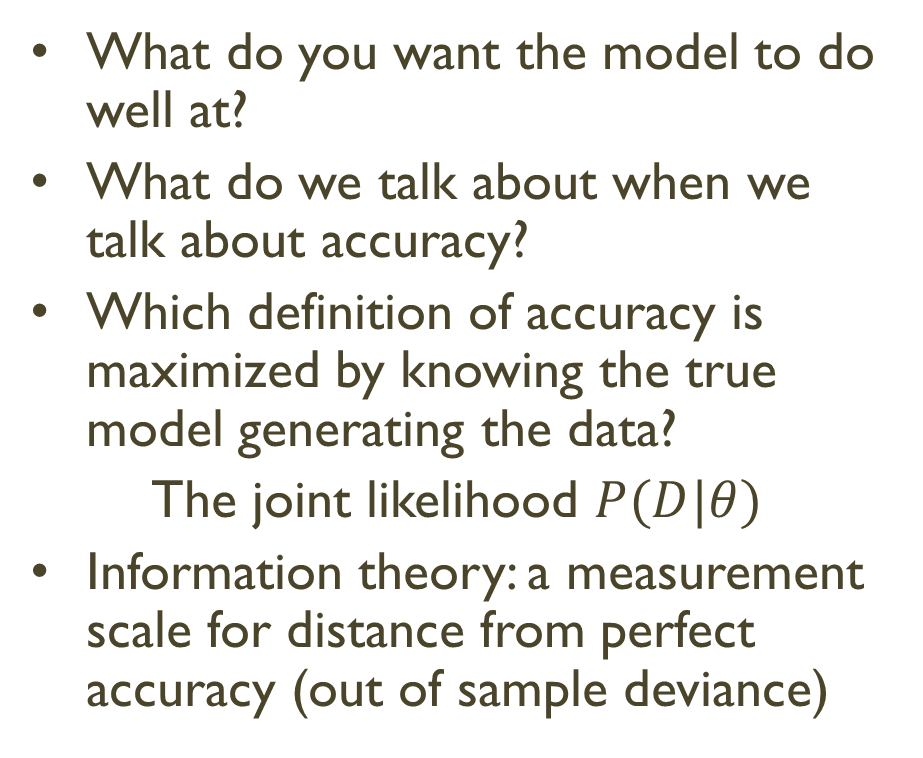 • What do you want the model to do
well at?
• What do we talk about when we
talk about accuracy?
• Which definition of accuracy is
maximized by knowing the true
model generating the data?
The joint likelihood P(D|θ)
• Information theory: a measurement
scale for distance from perfect
accuracy (out of sample deviance)